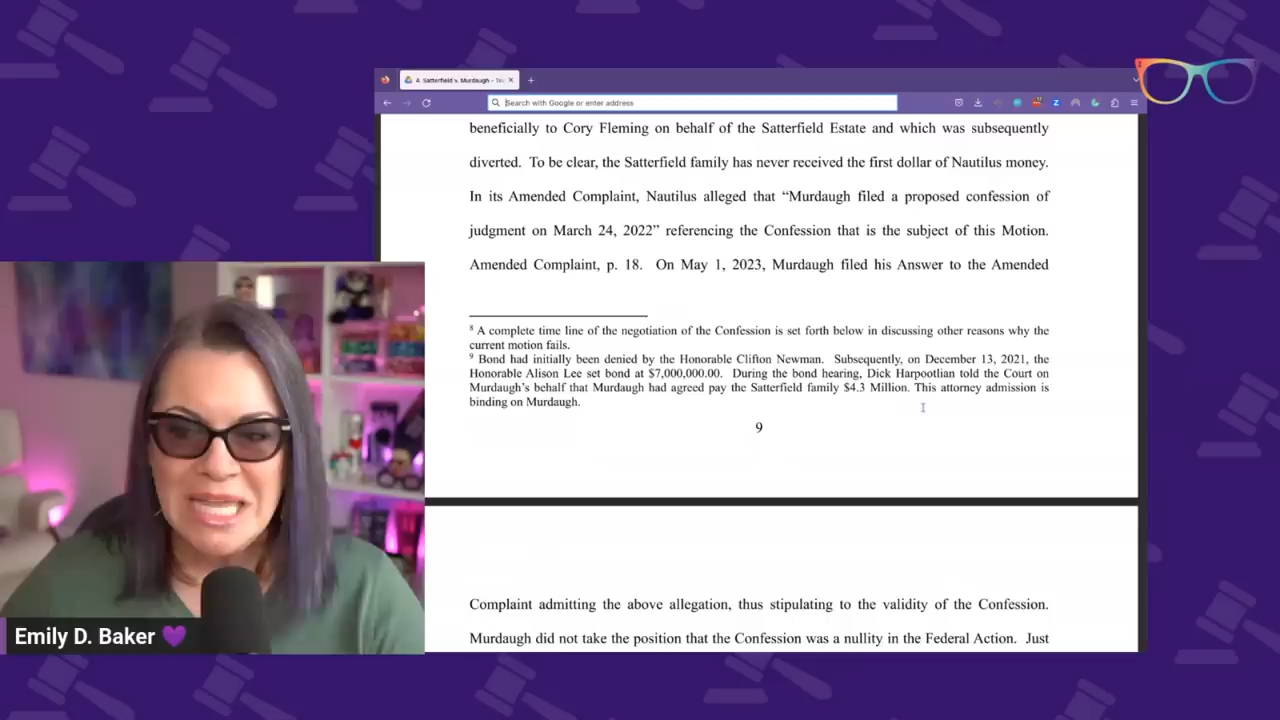 4. Satterfield v. Murdaugh -
Search with Google or enter address
beneficially to Cory Fleming on behalf of the Satterfield Estate and which was subsequently
diverted. To be clear, the Satterfield family has never received the first dollar of Nautilus money.
In its Amended Complaint, Nautilus alleged that “Murdaugh filed a proposed confession of
judgment on March 24, 2022” referencing the Confession that is the subject of this Motion.
Amended Complaint, p. 18. On May 1, 2023, Murdaugh filed his Answer to the Amended
8 A complete time line of the negotiation of the Confession is set forth below in discussing other reasons why the
current motion fails.
9 Bond had initially been denied by the Honorable Clifton Newman. Subsequently, on December 13, 2021, the
Honorable Alison Lee set bond at $7,000,000.00. During the bond hearing, Dick Harpootlian told the Court on
Murdaugh’s behalf that Murdaugh had agreed pay the Satterfield family $4.3 Million. This attorney admission is
binding on Murdaugh.
9
Complaint admitting the above allegation, thus stipulating to the validity of the Confession.
Murdaugh did not take the position that the Confession was a nullity in the Federal Action. Just
Emily D. Baker 💜